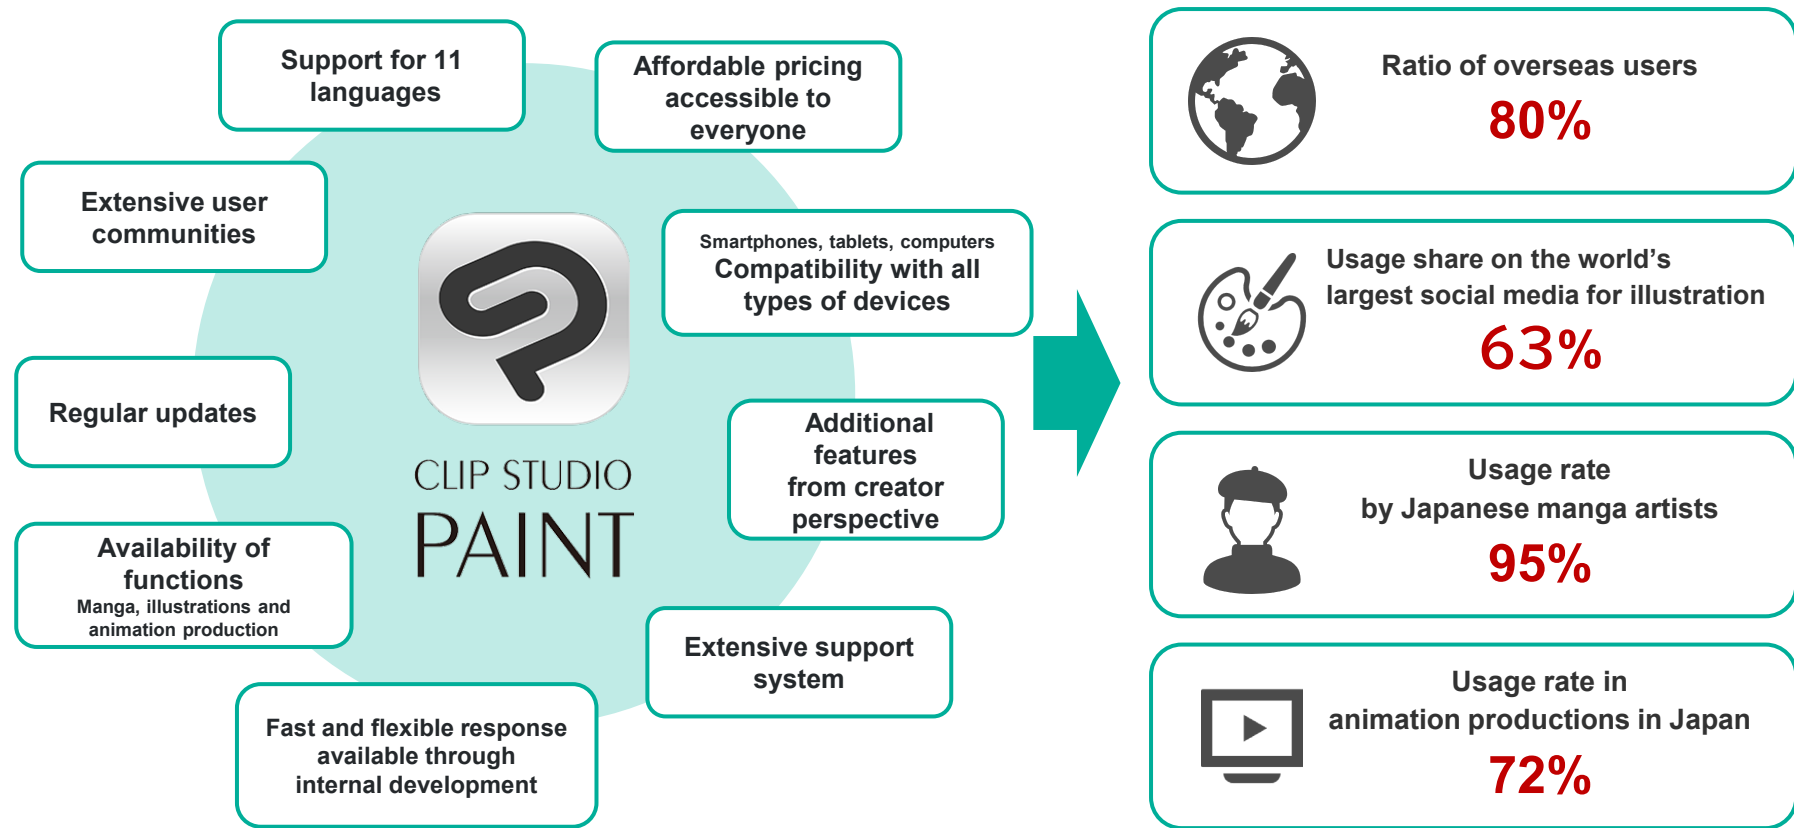 Support for 11
languages
Affordable pricing
accessible to
everyone
Extensive user
communities
Smartphones, tablets, computers
Compatibility with all
types of devices
Regular updates
CLIP STUDIO
PAINT
Additional
features
from creator
perspective
Availability of
functions
Manga, illustrations and
animation production
Extensive support
system
Fast and flexible response
available through
internal development
Ratio of overseas users
80%
Usage share on the world’s
largest social media for illustration
63%
Usage rate
by Japanese manga artists
95%
Usage rate in
animation productions in Japan
72%